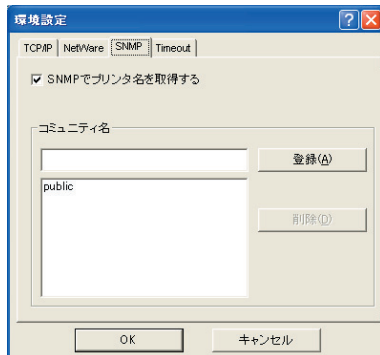 環境設定
TCP/IP NetWare SNMP Timeout
SNMPでプリンタ名を取得する
コミュニティ名
登録(A)
public
削除(D)
OK キャンセル